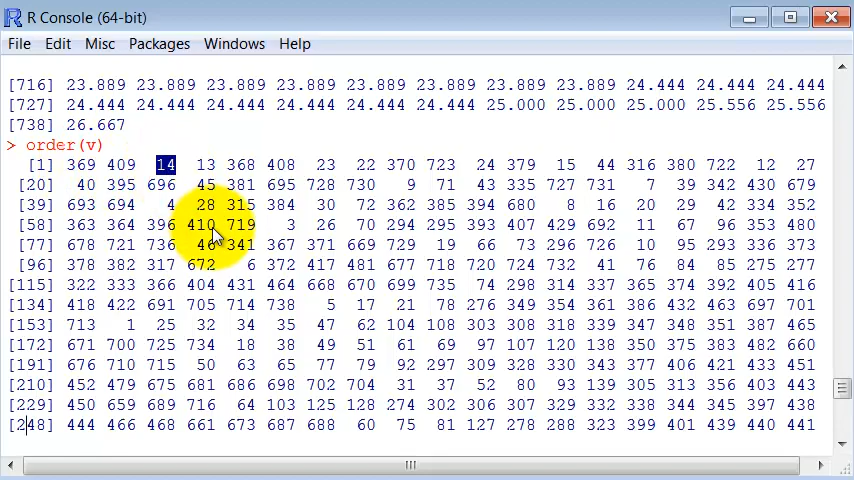 R Console (64-bit)
File Edit Misc Packages Windows Help
[716] 23.889 23.889 23.889 23.889 23.889 23.889 23.889 23.889 24.444 24.444 24.444
[727] 24.444 24.444 24.444 24.444 24.444 24.444 25.000 25.000 25.556 25.556
[738] 26.667
> order(v)
[1] 369 409 14 13 368 408 23 22 370 723 24 379 15 44 316 380 722 12 27
[20] 40 395 696 45 381 695 728 730 9 71 43 335 727 731 7 39 342 430 679
[39] 693 694 4 28 315 384 30 72 362 385 394 680 8 16 20 29 42 334 352
[58] 363 364 396 410 719 3 26 70 294 295 393 407 429 692 11 67 96 353 480
[77] 678 721 736 46 341 367 371 669 729 19 66 73 296 726 10 95 293 336 373
[96] 378 382 317 672 6 372 417 481 677 718 720 724 732 41 76 84 85 275 277
[115] 322 333 366 404 431 464 668 670 699 735 74 298 314 337 365 374 392 405 416
[134] 418 422 691 705 714 738 5 17 21 78 276 349 354 361 386 432 463 697 701
[153] 713 1 25 32 34 35 47 62 104 108 303 308 318 339 347 348 351 387 465
[172] 671 700 725 734 18 38 49 51 61 69 97 107 120 138 350 375 383 482 660
[191] 676 710 715 50 63 65 77 79 92 297 309 328 330 343 377 406 421 433 451
[210] 452 479 675 681 686 698 702 704 31 37 52 80 93 139 305 313 356 403 443
[229] 450 659 689 716 64 103 125 128 274 302 306 307 329 332 338 344 345 397 438
[248] 444 466 468 661 673 687 688 60 75 81 127 278 288 323 399 401 439 440 441